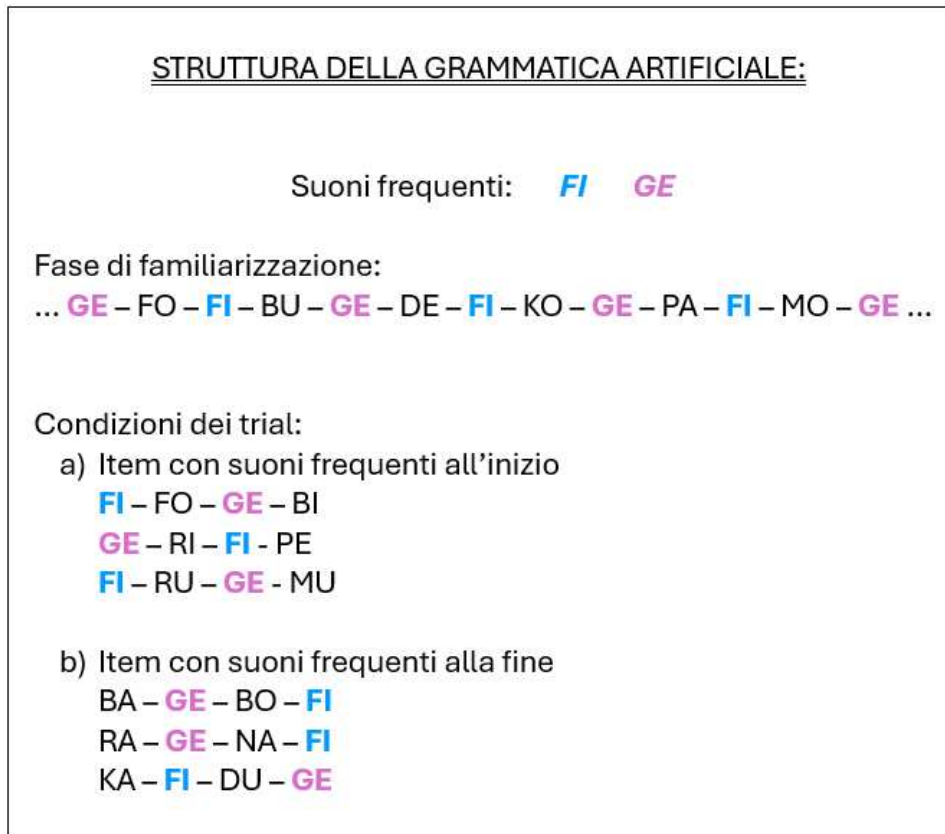 STRUTTURA DELLA GRAMMATICA ARTIFICIALE:
Suoni frequenti: FI GE
Fase di familiarizzazione:
... GE – FO – FI – BU – GE – DE – FI – KO – GE – PA – FI – MO – GE ...
Condizioni dei trial:
a) Item con suoni frequenti all’inizio
FI – FO – GE – BI
GE – RI – FI - PE
FI – RU – GE - MU
b) Item con suoni frequenti alla fine
BA – GE – BO – FI
RA – GE – NA – FI
KA – FI – DU – GE